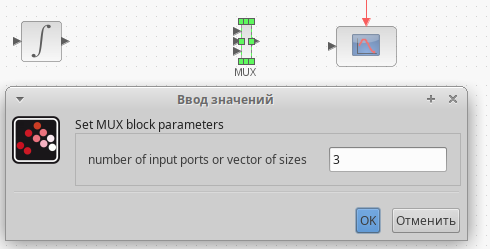 ∫
MUX
Ввод значений
Set MUX block parameters
number of input ports or vector of sizes 3
OK Отменить